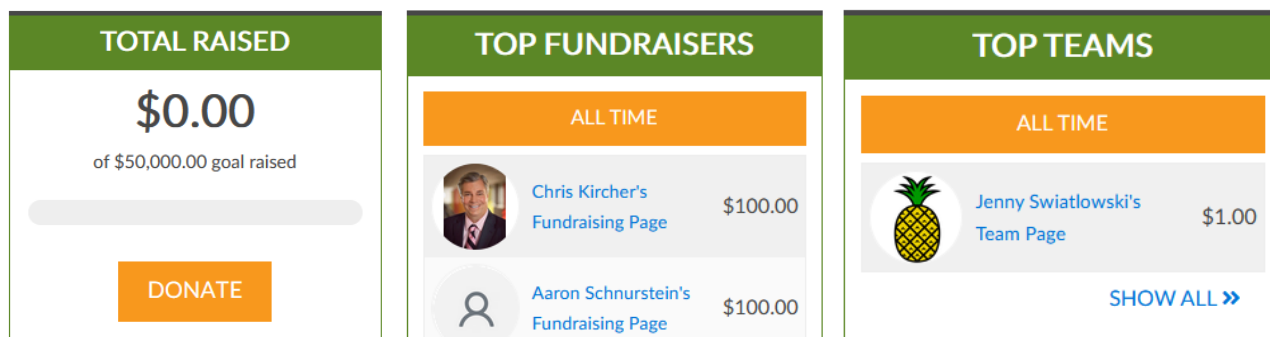 TOTAL RAISED
$0.00
of $50,000.00 goal raised
DONATE
TOP FUNDRAISERS
ALL TIME
Chris Kircher's
Fundraising Page
$100.00
Aaron Schnurstein's
Fundraising Page
$100.00
TOP TEAMS
ALL TIME
Jenny Swiatlowski's
Team Page
$1.00
SHOW ALL »